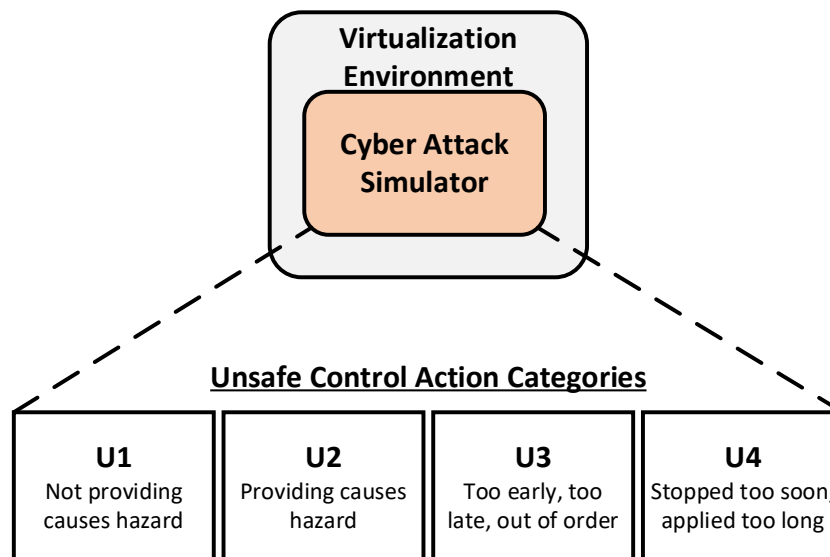 Virtualization
Environment
Cyber Attack
Simulator
Unsafe Control Action Categories
U1
Not providing
causes hazard
U2
Providing causes
hazard
U3
Too early, too
late, out of order
U4
Stopped too soon,
applied too long